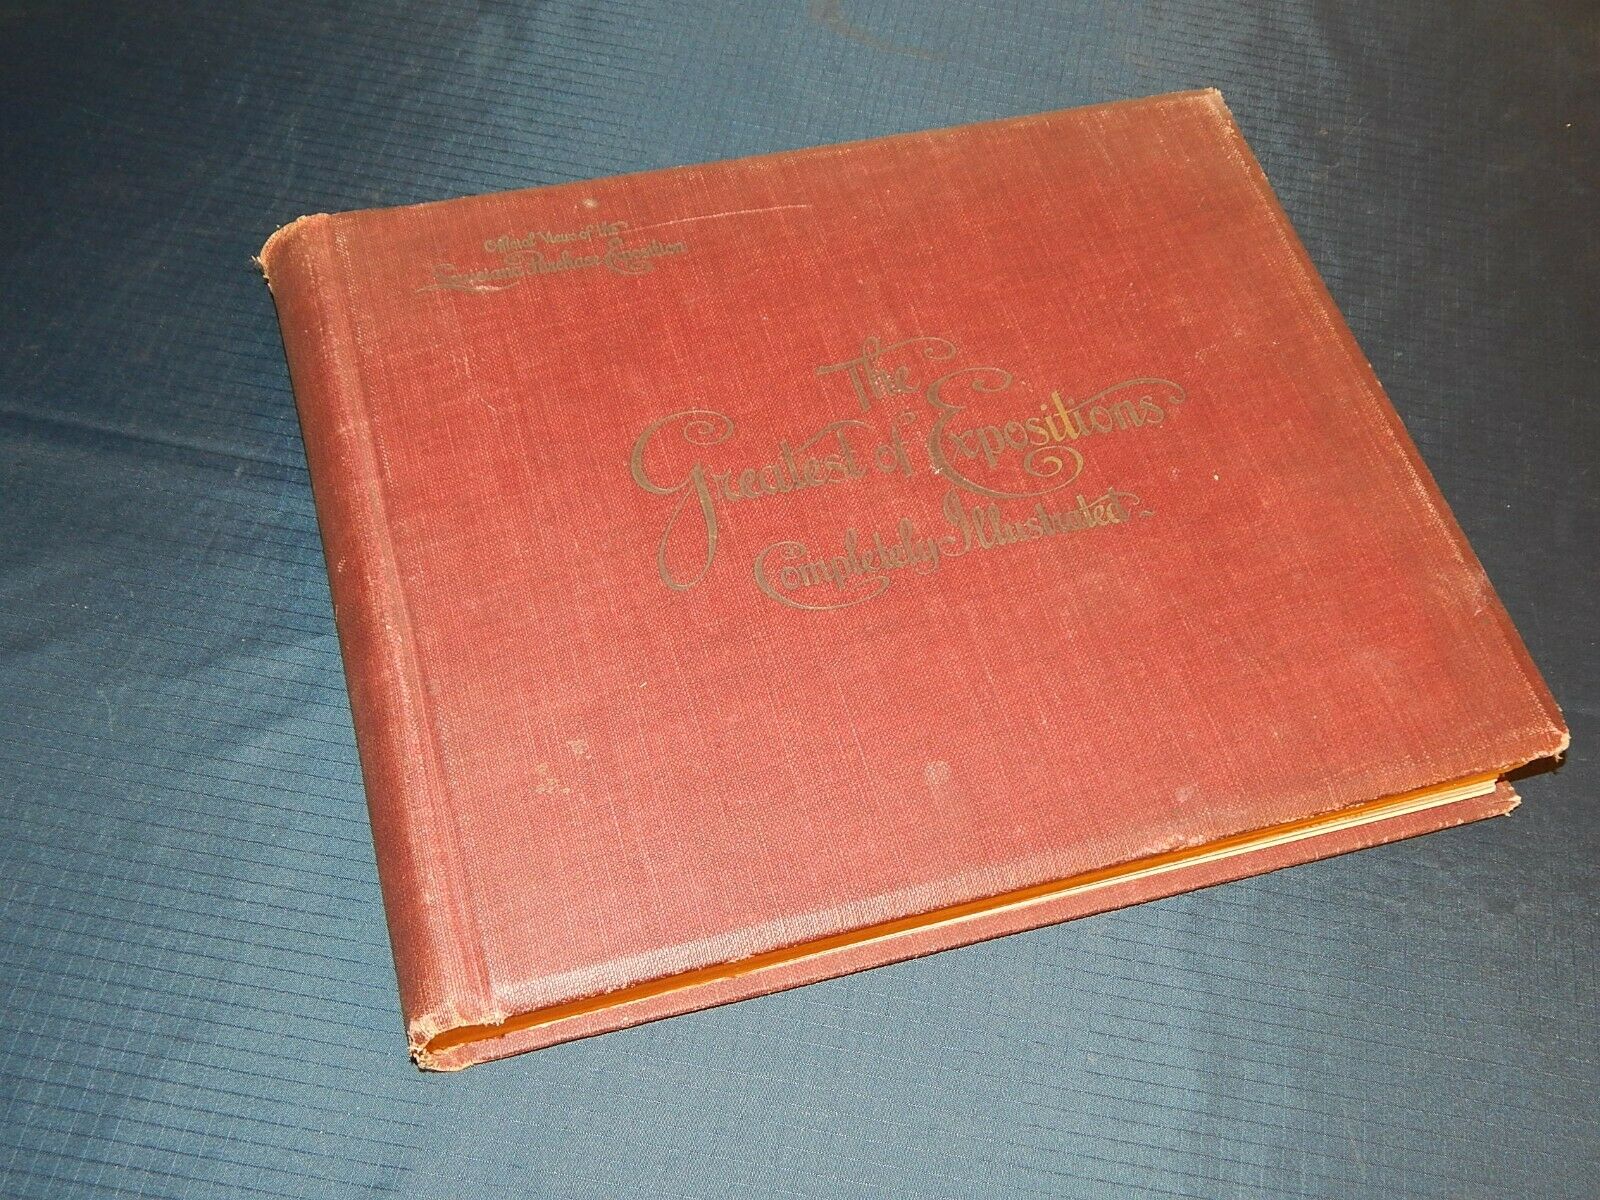 Official Views of the
Louisiana Purchase Exposition
The
Greatest of Expositions
Completely Illustrated